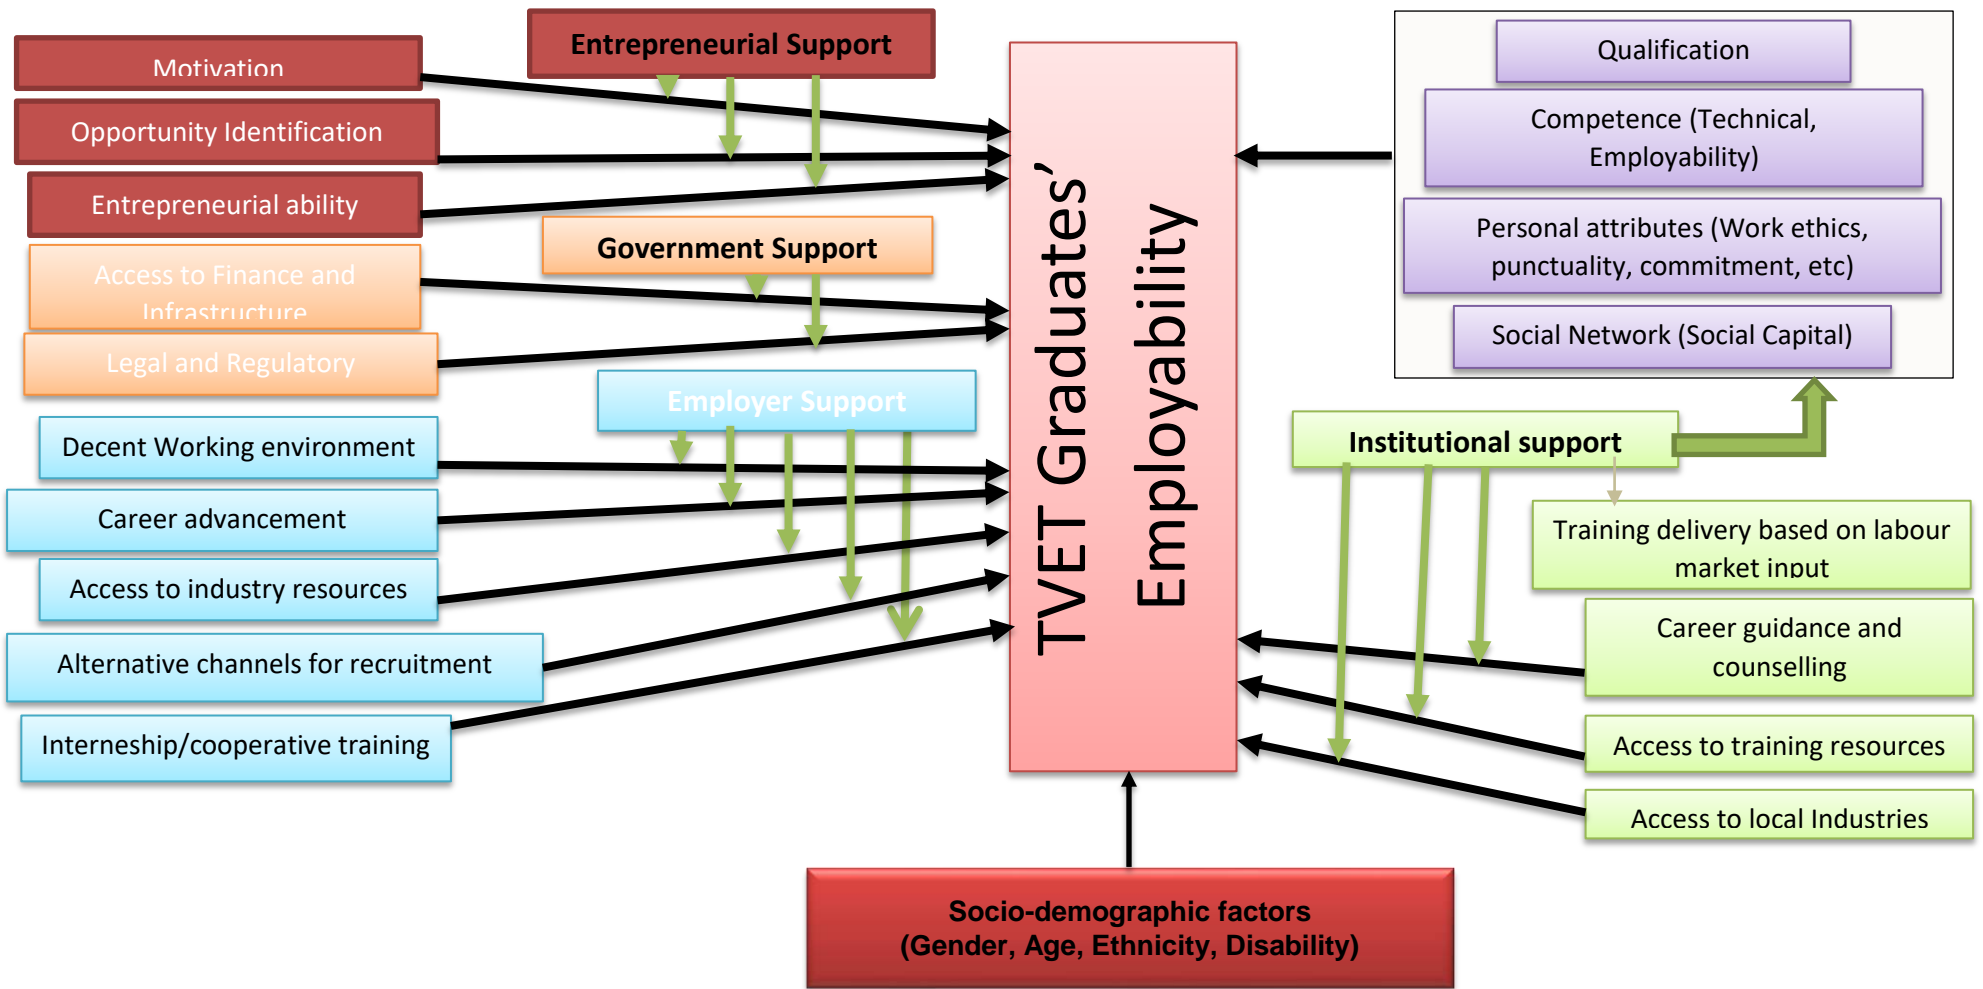 Motivation
Opportunity Identification
Entrepreneurial ability
Access to Finance and
Infrastructure
Legal and Regulatory
Decent Working environment
Career advancement
Access to industry resources
Alternative channels for recruitment
Interneship/cooperative training
Entrepreneurial Support
Government Support
Employer Support
TVET Graduates’
Employability
Qualification
Competence (Technical,
Employability)
Personal attributes (Work ethics,
punctuality, commitment, etc)
Social Network (Social Capital)
Institutional support
Training delivery based on labour
market input
Career guidance and
counselling
Access to training resources
Access to local Industries
Socio-demographic factors
(Gender, Age, Ethnicity, Disability)